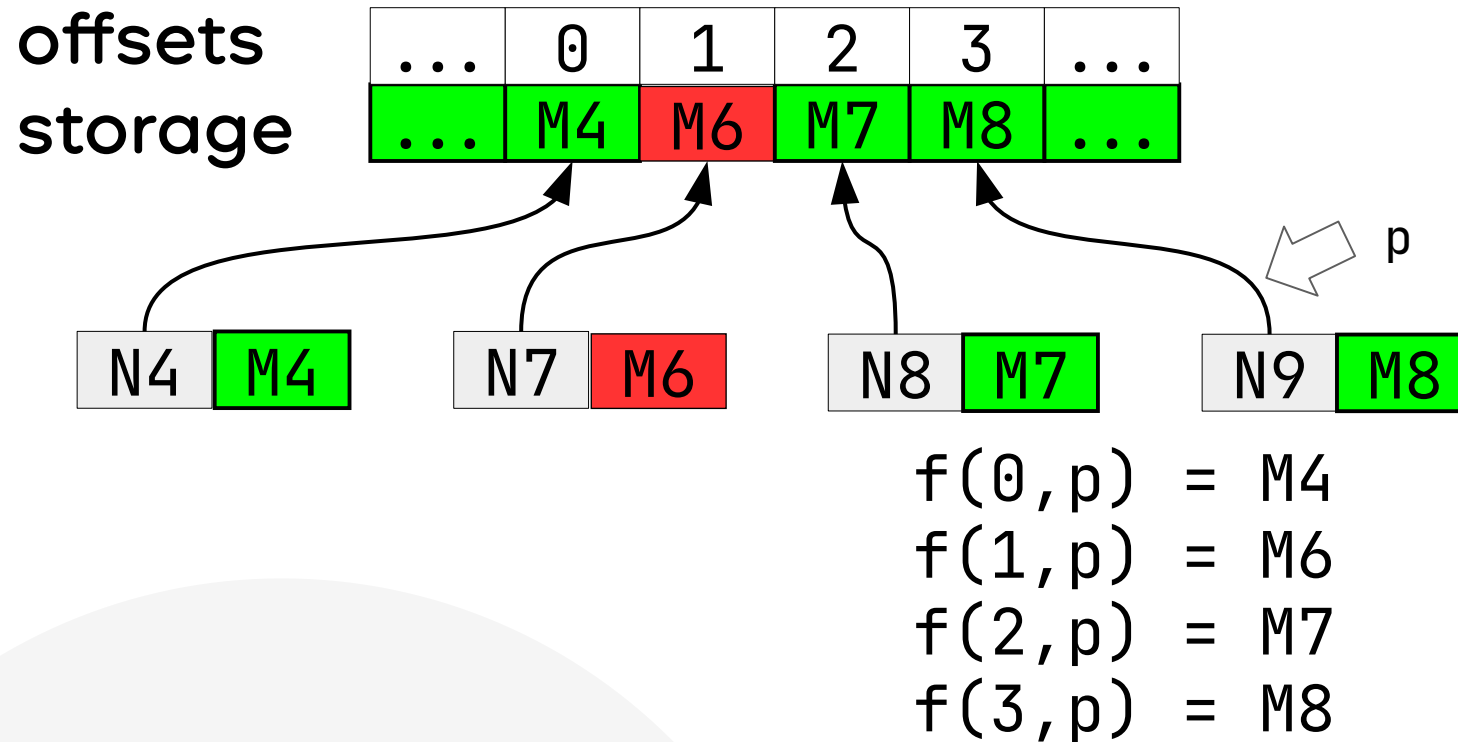 offsets ... 0 1 2 3 ...
storage ... M4 M6 M7 M8 ...
p
N4 M4 N7 M6 N8 M7 N9 M8
f(0,p) = M4
f(1,p) = M6
f(2,p) = M7
f(3,p) = M8